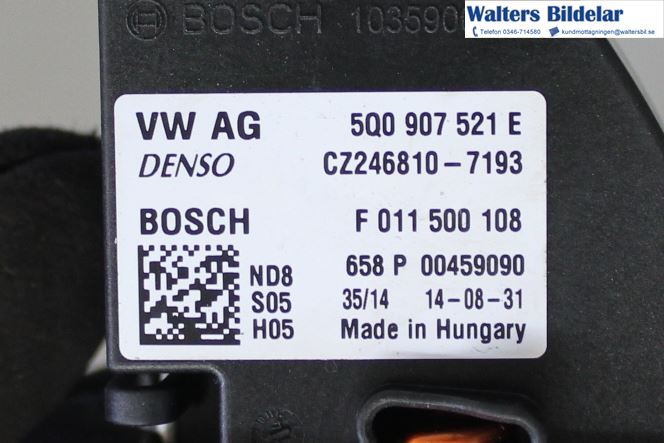 BOSCH 103590
Walters Bildelar
Telefon 0346-714580 kundmottagningen@waltersbil.se
VW AG 5Q0 907 521 E
DENSO CZ246810-7193
BOSCH F 011 500 108
ND8 658 P 00459090
S05 35/14 14-08-31
H05 Made in Hungary